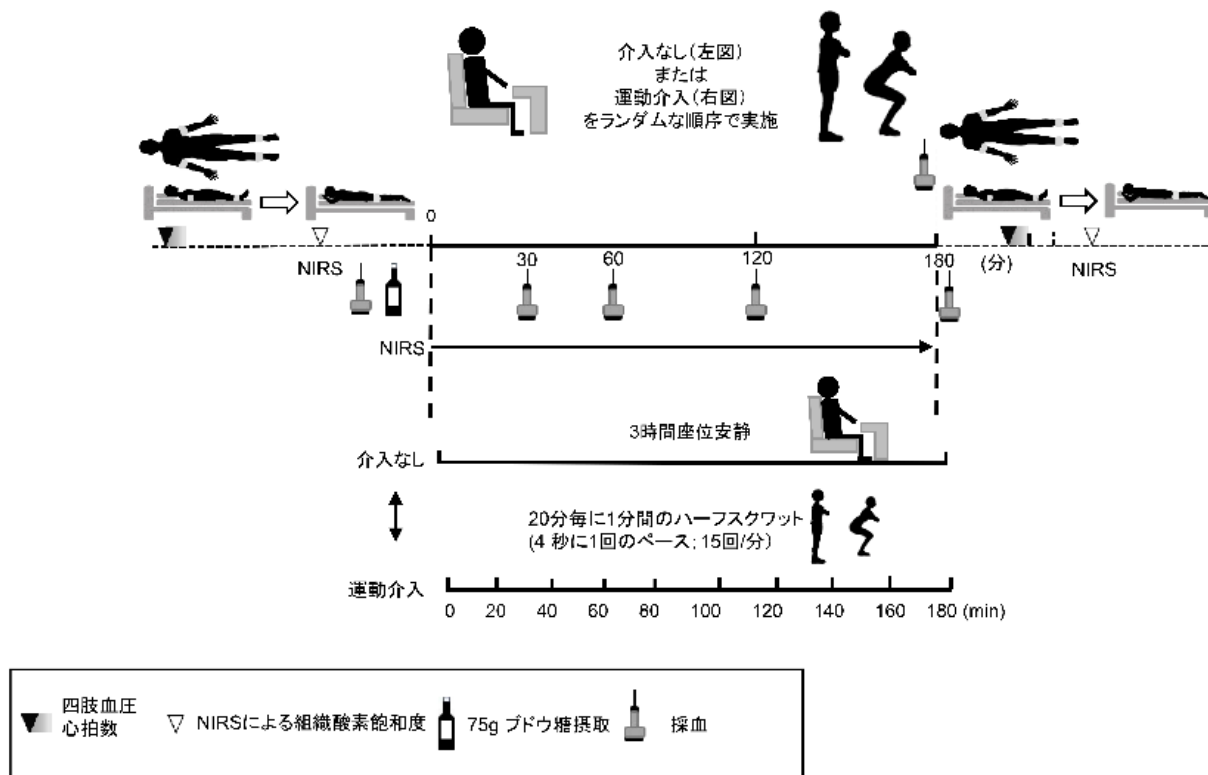 介入なし(左図)
または
運動介入(右図)
をランダムな順序で実施
0
NIRS
30
60
120
180
(分)
NIRS
NIRS
3時間座位安静
介入なし
20分毎に1分間のハーフスクワット
(4 秒に1回のペース; 15回/分)
運動介入
0 20 40 60 80 100 120 140 160 180 (min)
四肢血圧
心拍数
NIRSによる組織酸素飽和度
75g ブドウ糖摂取
採血